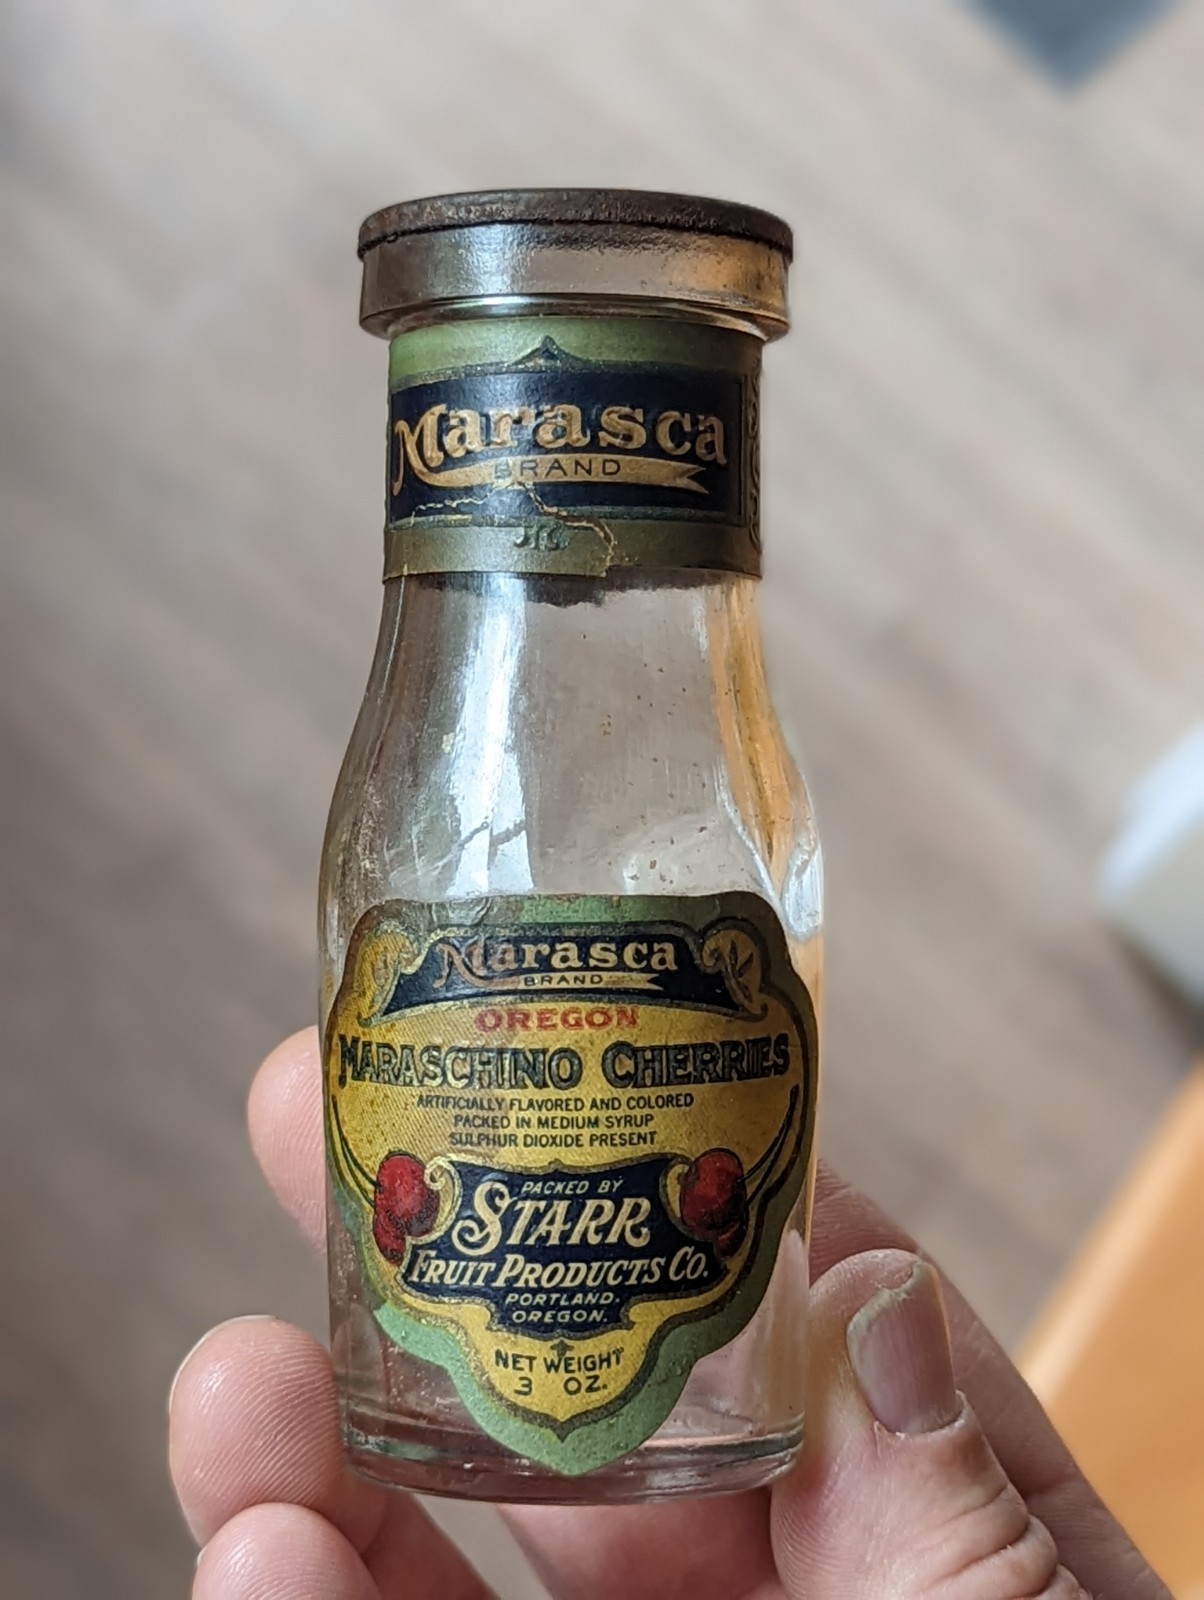 Marasca
BRAND
Marasca
BRAND
OREGON
MARASCHINO CHERRIES
ARTIFICIALLY FLAVORED AND COLORED
PACKED IN MEDIUM SYRUP
SULPHUR DIOXIDE PRESENT
PACKED BY
STARR
FRUIT PRODUCTS CO.
PORTLAND,
OREGON.
NET WEIGHT
3 OZ.